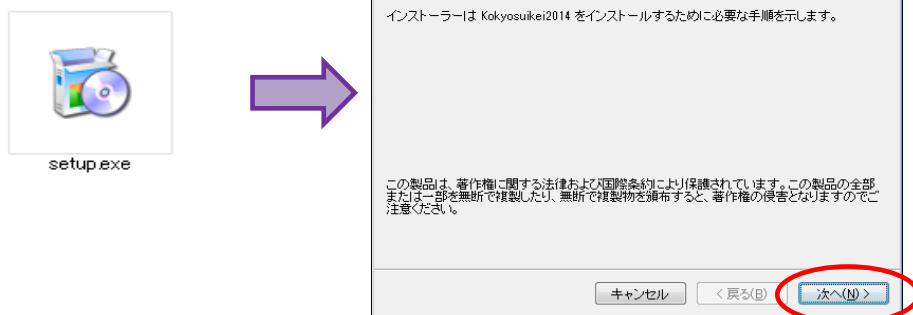 インストーラーは Kokyosuikei2014 をインストールするために必要な手順を示します。
setup.exe
この製品は、著作権に関する法律および国際条約により保護されています。この製品の全部
または一部を無断で複製したり、無断で複製物を頒布すると、著作権の侵害となりますのでご
注意ください。
キャンセル
< 戻る(B)
次へ(N) >